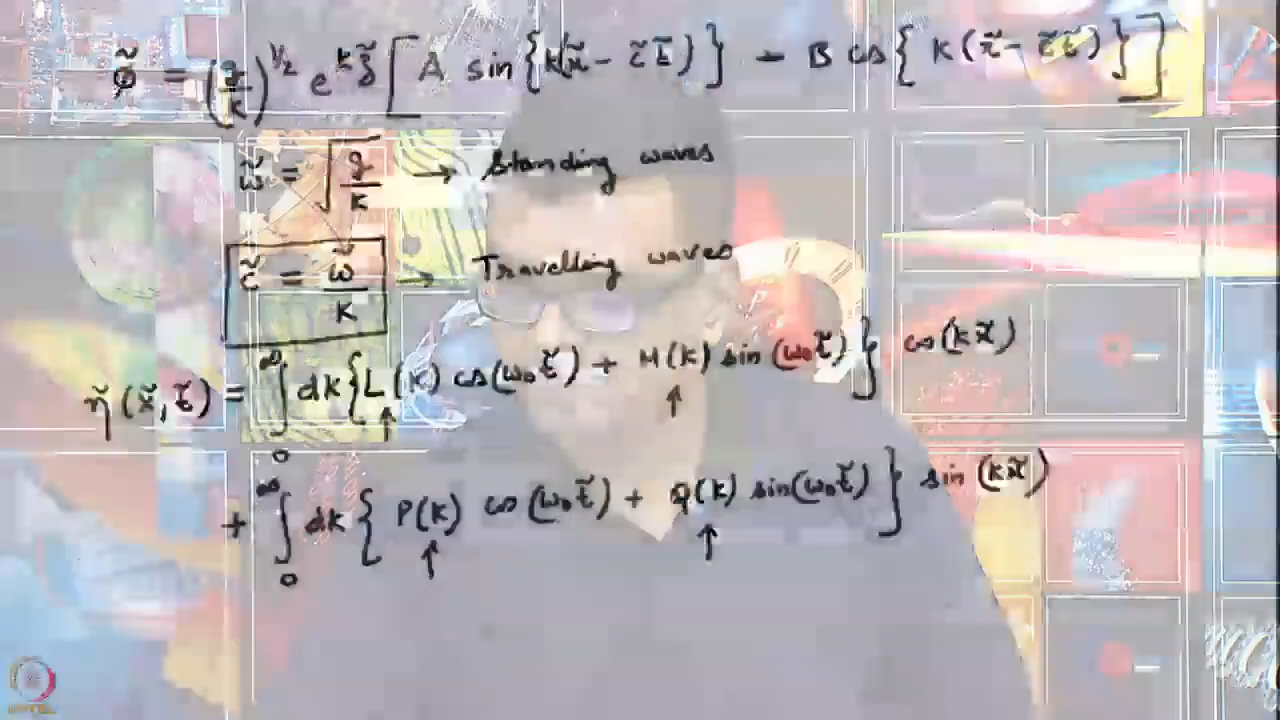 φ̃ = (g/k)^{1/2} e^{k z̃} [ A sin{k(x̃ - c̃ t̃)} - B cos{k(x̃ - c̃ t̃)} ]
ω̃ = √(g/k) → Standing waves
c̃ = ω̃/k → Travelling waves
η̃(x̃, t̃) = ∫₀^∞ dk { L(k) cos(ω₀t̃) + M(k) sin(ω₀t̃) } cos(kx̃)
+ ∫₀^∞ dk { P(k) cos(ω₀t̃) + Q(k) sin(ω₀t̃) } sin(kx̃)